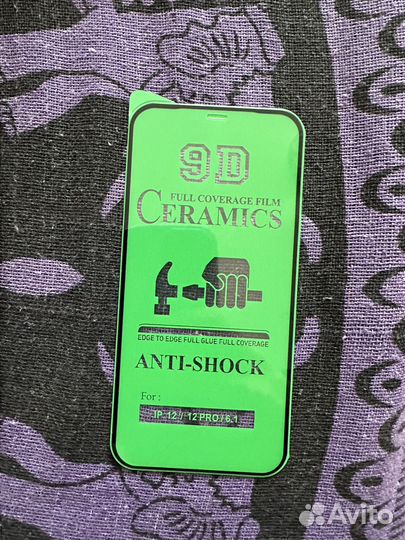 9D
FULL COVERAGE FILM
CERAMICS
EDGE TO EDGE FULL GLUE FULL COVERAGE
ANTI-SHOCK
For :
IP 12 / 12 PRO / 6.1
Avito